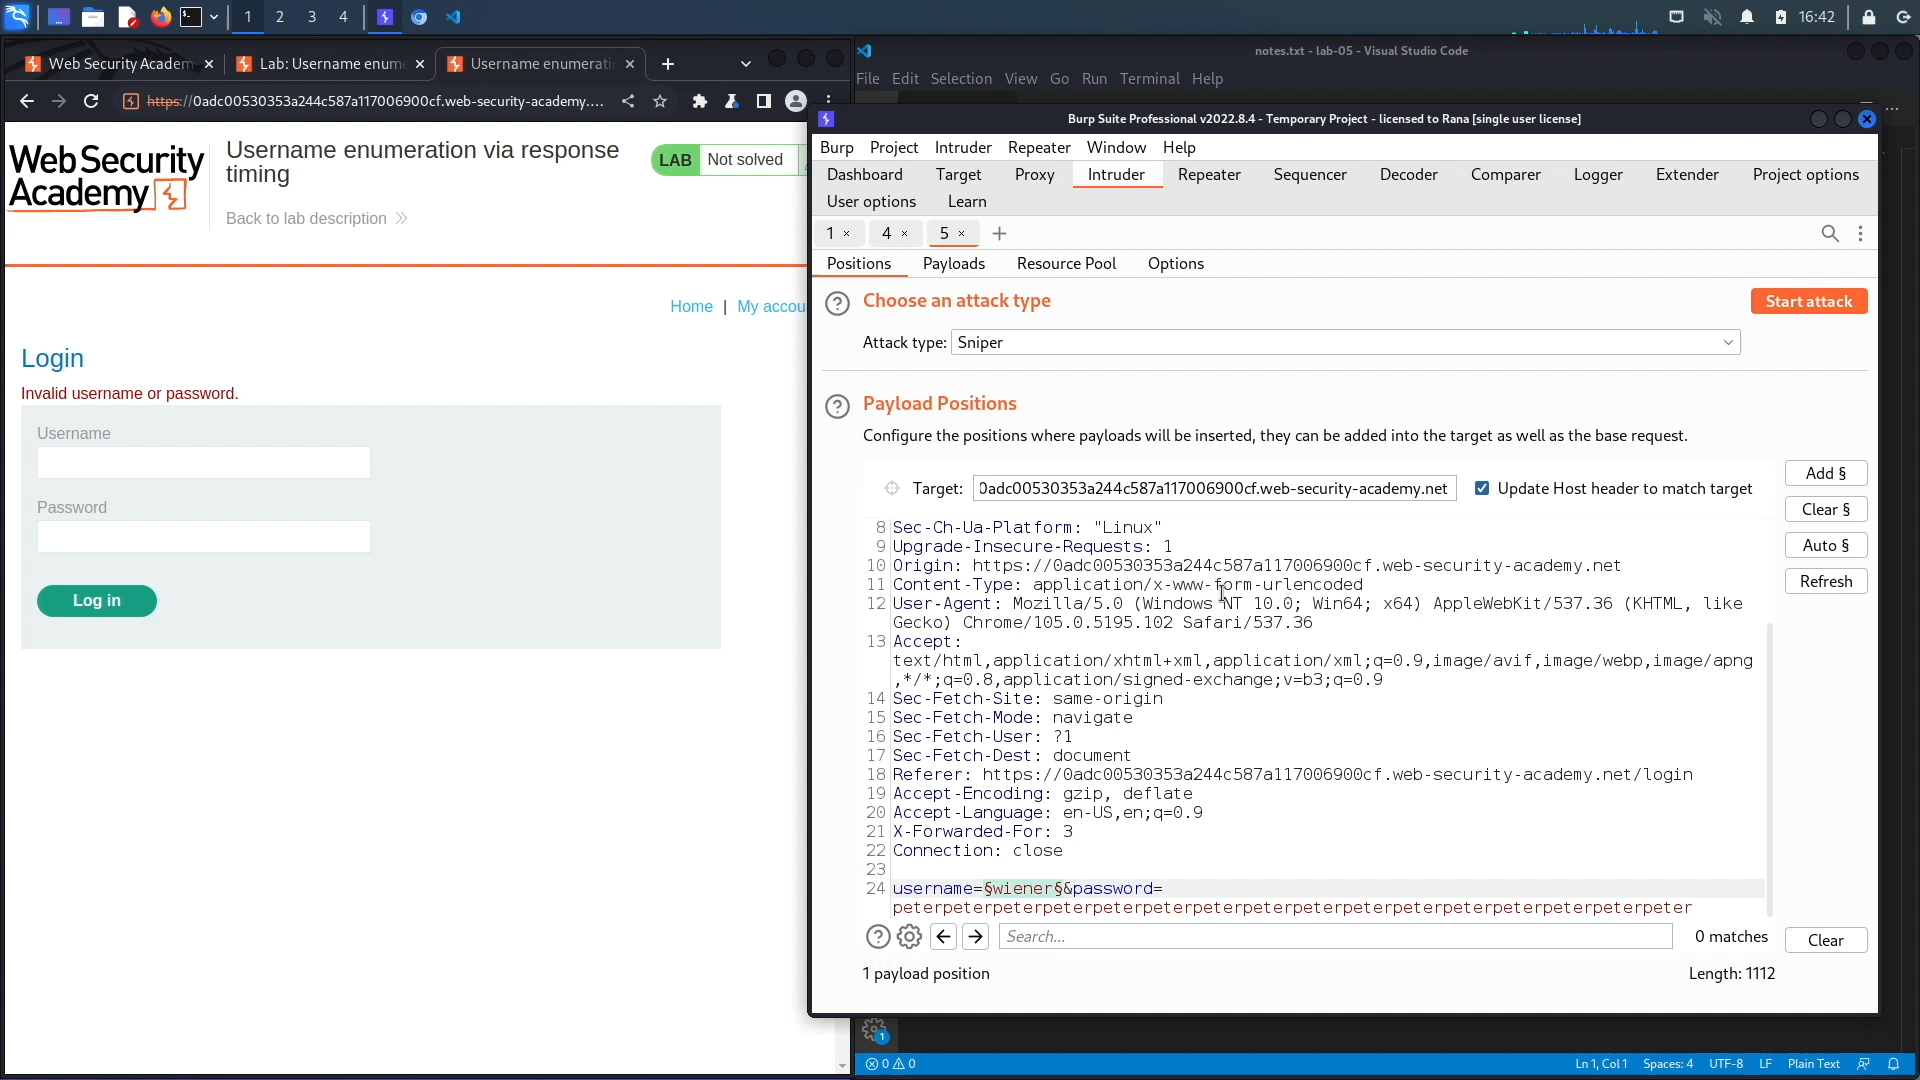 1
2
3
4
16:42
Web Security Academ
Lab: Username enume
Username enumeratio
https://0adc00530353a244c587a117006900cf.web-security-academy....
notes.txt - lab-05 - Visual Studio Code
File Edit Selection View Go Run Terminal Help
Web Security
Academy
Username enumeration via response
timing
LAB Not solved
Back to lab description
Home | My accou
Login
Invalid username or password.
Username
Password
Log in
Burp Suite Professional v2022.8.4 - Temporary Project - licensed to Rana [single user license]
Burp Project Intruder Repeater Window Help
Dashboard Target Proxy Intruder Repeater Sequencer Decoder Comparer Logger Extender Project options
User options Learn
1 × 4 × 5 × +
Positions Payloads Resource Pool Options
? Choose an attack type
Start attack
Attack type: Sniper
? Payload Positions
Configure the positions where payloads will be inserted, they can be added into the target as well as the base request.
Target: 0adc00530353a244c587a117006900cf.web-security-academy.net
Update Host header to match target
Add §
Clear §
Auto §
Refresh
8 Sec-Ch-Ua-Platform: "Linux"
9 Upgrade-Insecure-Requests: 1
10 Origin: https://0adc00530353a244c587a117006900cf.web-security-academy.net
11 Content-Type: application/x-www-form-urlencoded
12 User-Agent: Mozilla/5.0 (Windows NT 10.0; Win64; x64) AppleWebKit/537.36 (KHTML, like
Gecko) Chrome/105.0.5195.102 Safari/537.36
13 Accept:
text/html,application/xhtml+xml,application/xml;q=0.9,image/avif,image/webp,image/apng
,*/*;q=0.8,application/signed-exchange;v=b3;q=0.9
14 Sec-Fetch-Site: same-origin
15 Sec-Fetch-Mode: navigate
16 Sec-Fetch-User: ?1
17 Sec-Fetch-Dest: document
18 Referer: https://0adc00530353a244c587a117006900cf.web-security-academy.net/login
19 Accept-Encoding: gzip, deflate
20 Accept-Language: en-US,en;q=0.9
21 X-Forwarded-For: 3
22 Connection: close
23
24 username=§wiener§&password=
peterpeterpeterpeterpeterpeterpeterpeterpeterpeterpeterpeterpeterpeterpeterpeter
? Search... 0 matches Clear
1 payload position
Length: 1112
1
0 0
Ln 1, Col 1 Spaces: 4 UTF-8 LF Plain Text